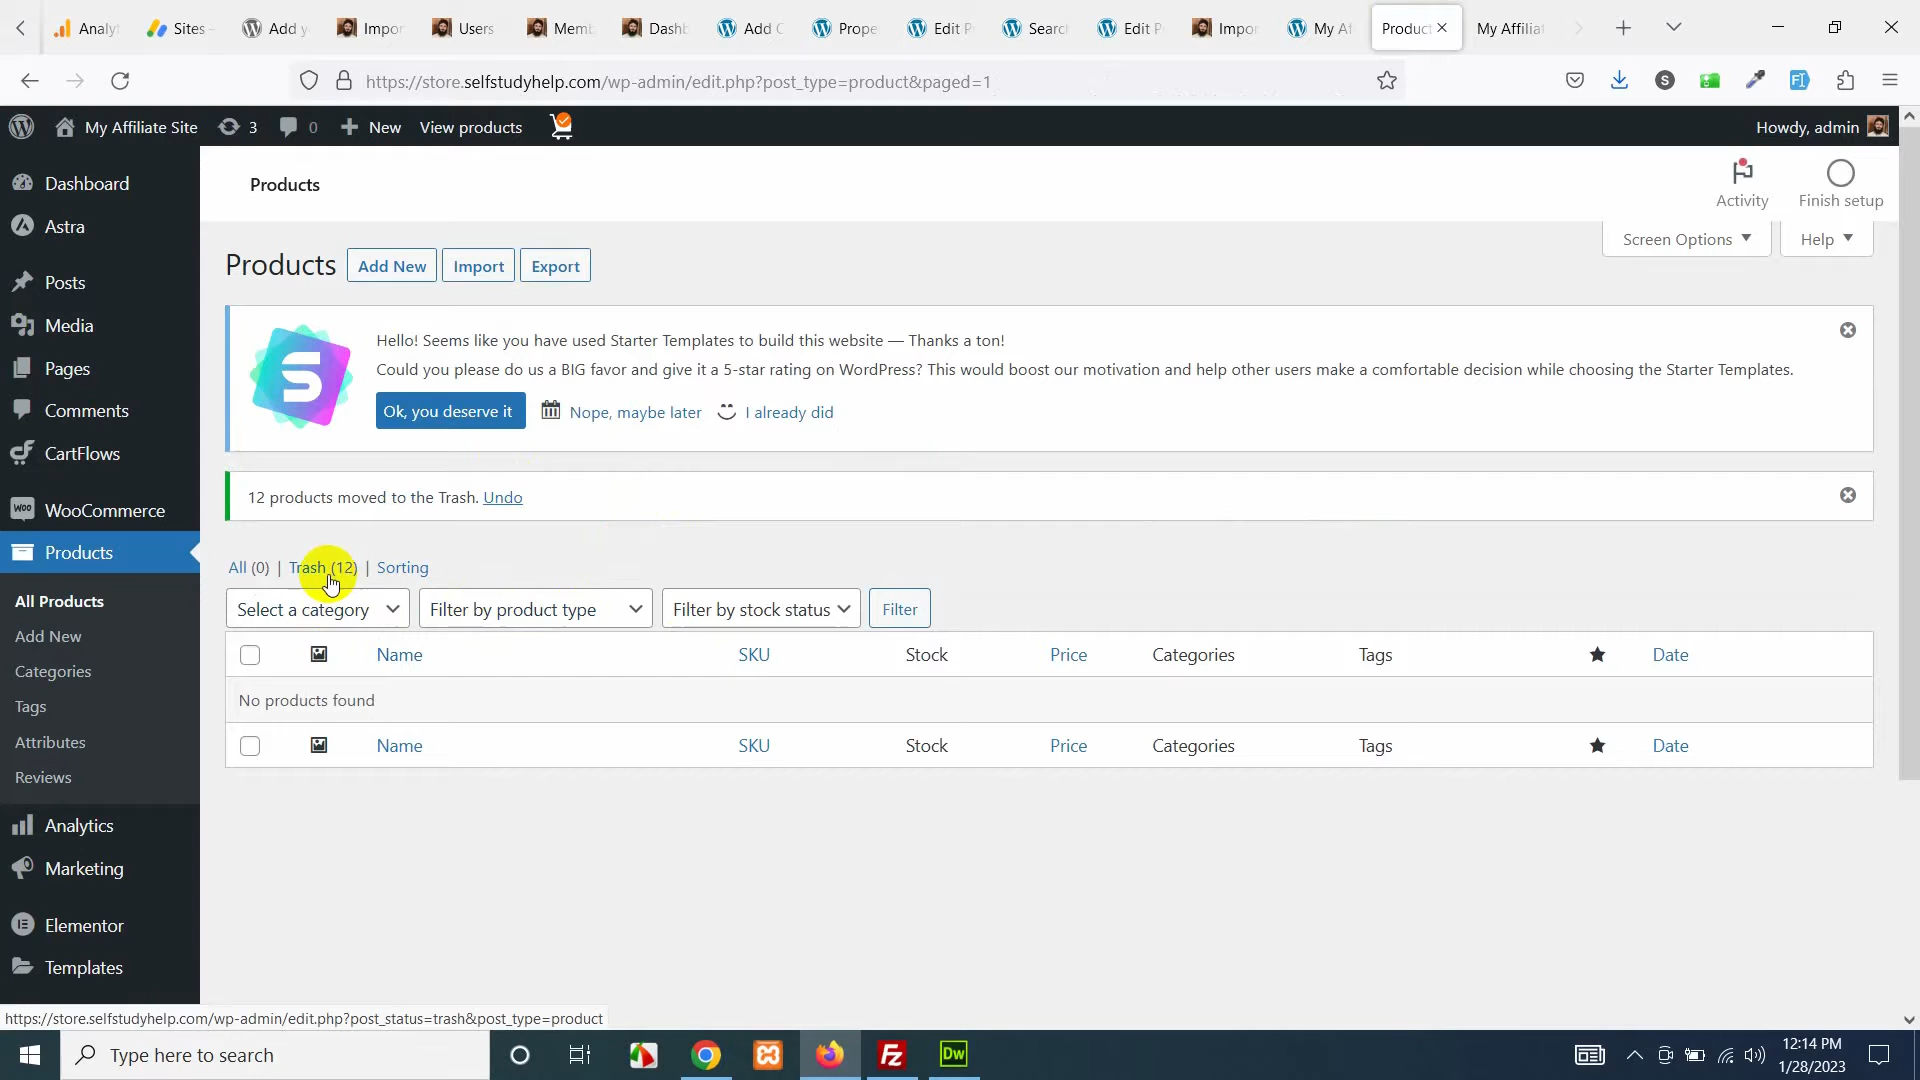 Analy
Sites -
Add y
Impor
Users
Memb
Dashb
Add C
Prope
Edit P
Searc
Edit P
Impor
My Af
Produc
My Affilia
https://store.selfstudyhelp.com/wp-admin/edit.php?post_type=product&paged=1
My Affiliate Site 3 0 New View products
Howdy, admin
Dashboard
Astra
Posts
Media
Pages
Comments
CartFlows
WooCommerce
Products
All Products
Add New
Categories
Tags
Attributes
Reviews
Analytics
Marketing
Elementor
Templates
Products
Activity
Finish setup
Screen Options
Help
Products
Add New
Import
Export
Hello! Seems like you have used Starter Templates to build this website — Thanks a ton!
Could you please do us a BIG favor and give it a 5-star rating on WordPress? This would boost our motivation and help other users make a comfortable decision while choosing the Starter Templates.
Ok, you deserve it
Nope, maybe later
I already did
12 products moved to the Trash. Undo
All (0) | Trash (12) | Sorting
Select a category
Filter by product type
Filter by stock status
Filter
Name SKU Stock Price Categories Tags Date
No products found
Name SKU Stock Price Categories Tags Date
https://store.selfstudyhelp.com/wp-admin/edit.php?post_status=trash&post_type=product
Type here to search
12:14 PM
1/28/2023